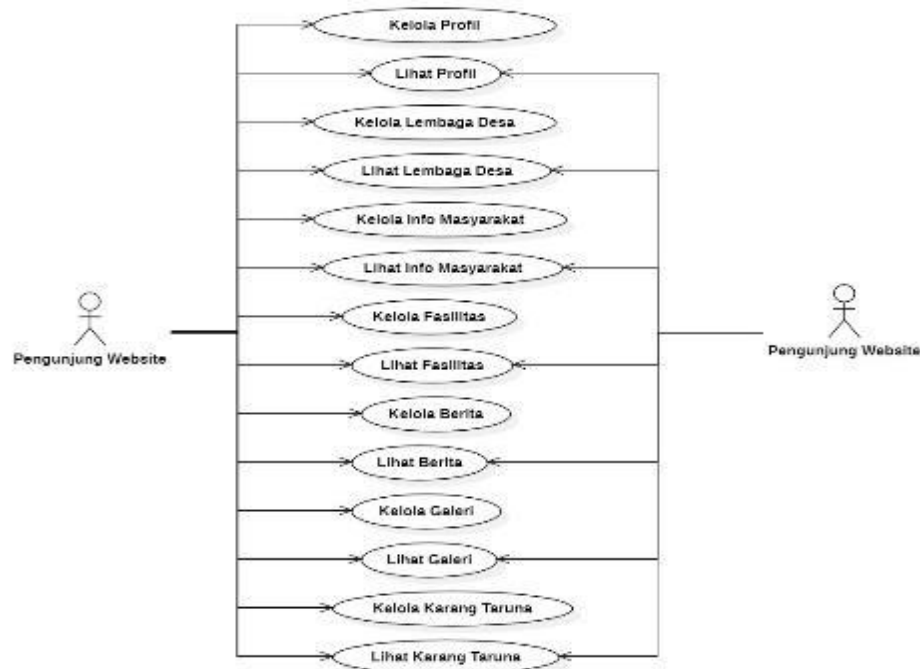 Kelola Profil
Lihat Profil
Kelola Lembaga Desa
Lihat Lembaga Desa
Kelola Info Masyarakat
Lihat Info Masyarakat
Kelola Fasilitas
Pengunjung Website
Pengunjung Website
Lihat Fasilitas
Kelola Berita
Lihat Berita
Kelola Galeri
Lihat Galeri
Kelola Karang Taruna
Lihat Karang Taruna